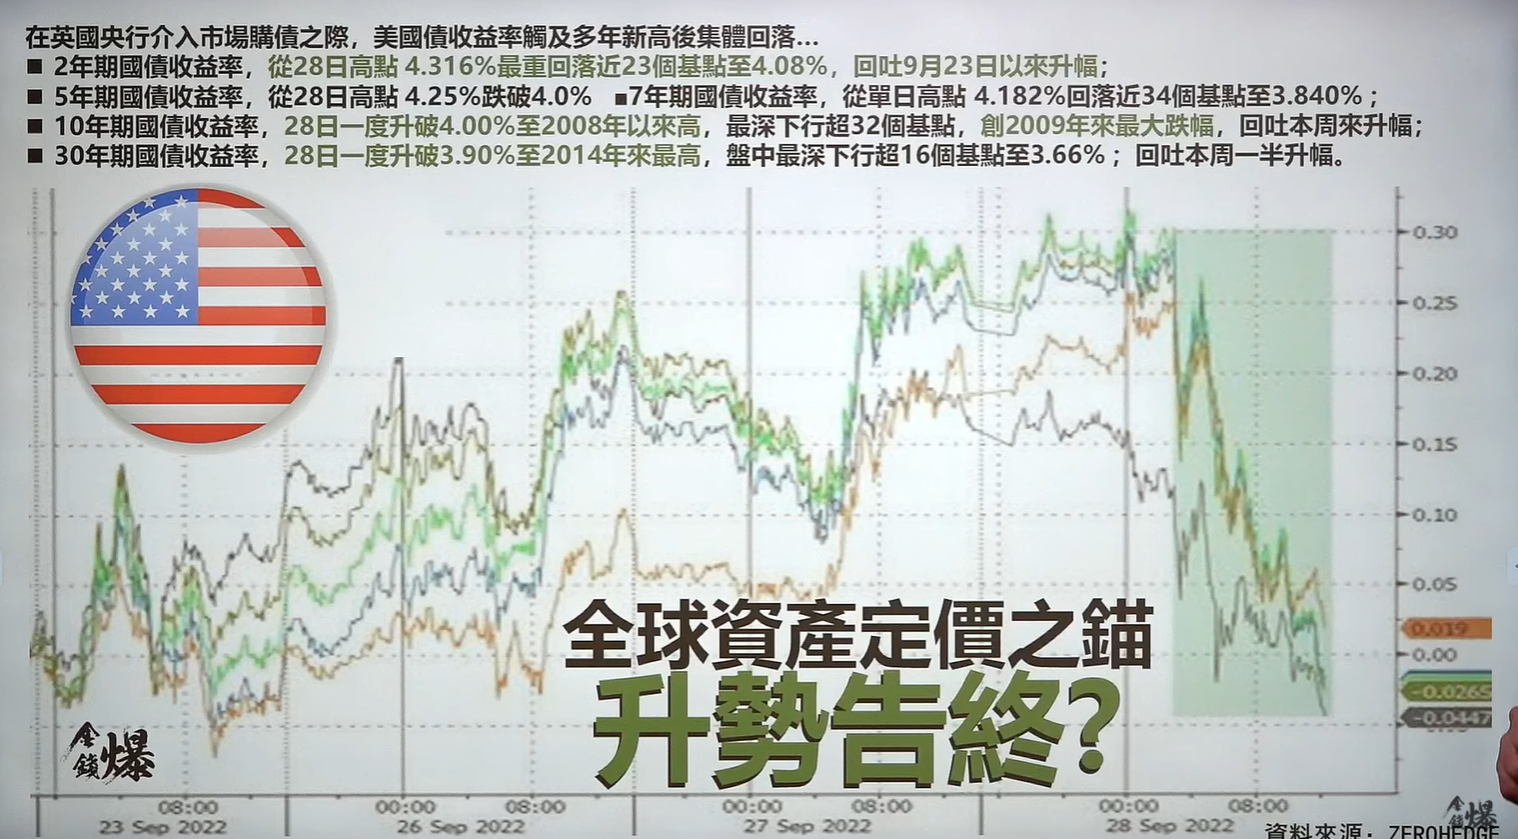 在英國央行介入市場購債之際，美國債收益率觸及多年新高後集體回落...
■ 2年期國債收益率，從28日高點 4.316%最重回落近23個基點至4.08%，回吐9月23日以來升幅；
■ 5年期國債收益率，從28日高點 4.25%跌破4.0% ■7年期國債收益率，從單日高點 4.182%回落近34個基點至3.840%；
■ 10年期國債收益率，28日一度升破4.00%至2008年以來高，最深下行超32個基點，創2009年來最大跌幅，回吐本周來升幅；
■ 30年期國債收益率，28日一度升破3.90%至2014年來最高，盤中最深下行超16個基點至3.66%；回吐本周一半升幅。
0.30
0.25
0.20
0.15
0.10
0.05
0.019
0.00
-0.0265
-0.0447
全球資產定價之錨
升勢告終?
金鎖爆
08:00 00:00 08:00 00:00 08:00 00:00 08:00
23 Sep 2022 26 Sep 2022 27 Sep 2022 28 Sep 2022
金鎖爆
資料來源：ZEROHEDGE